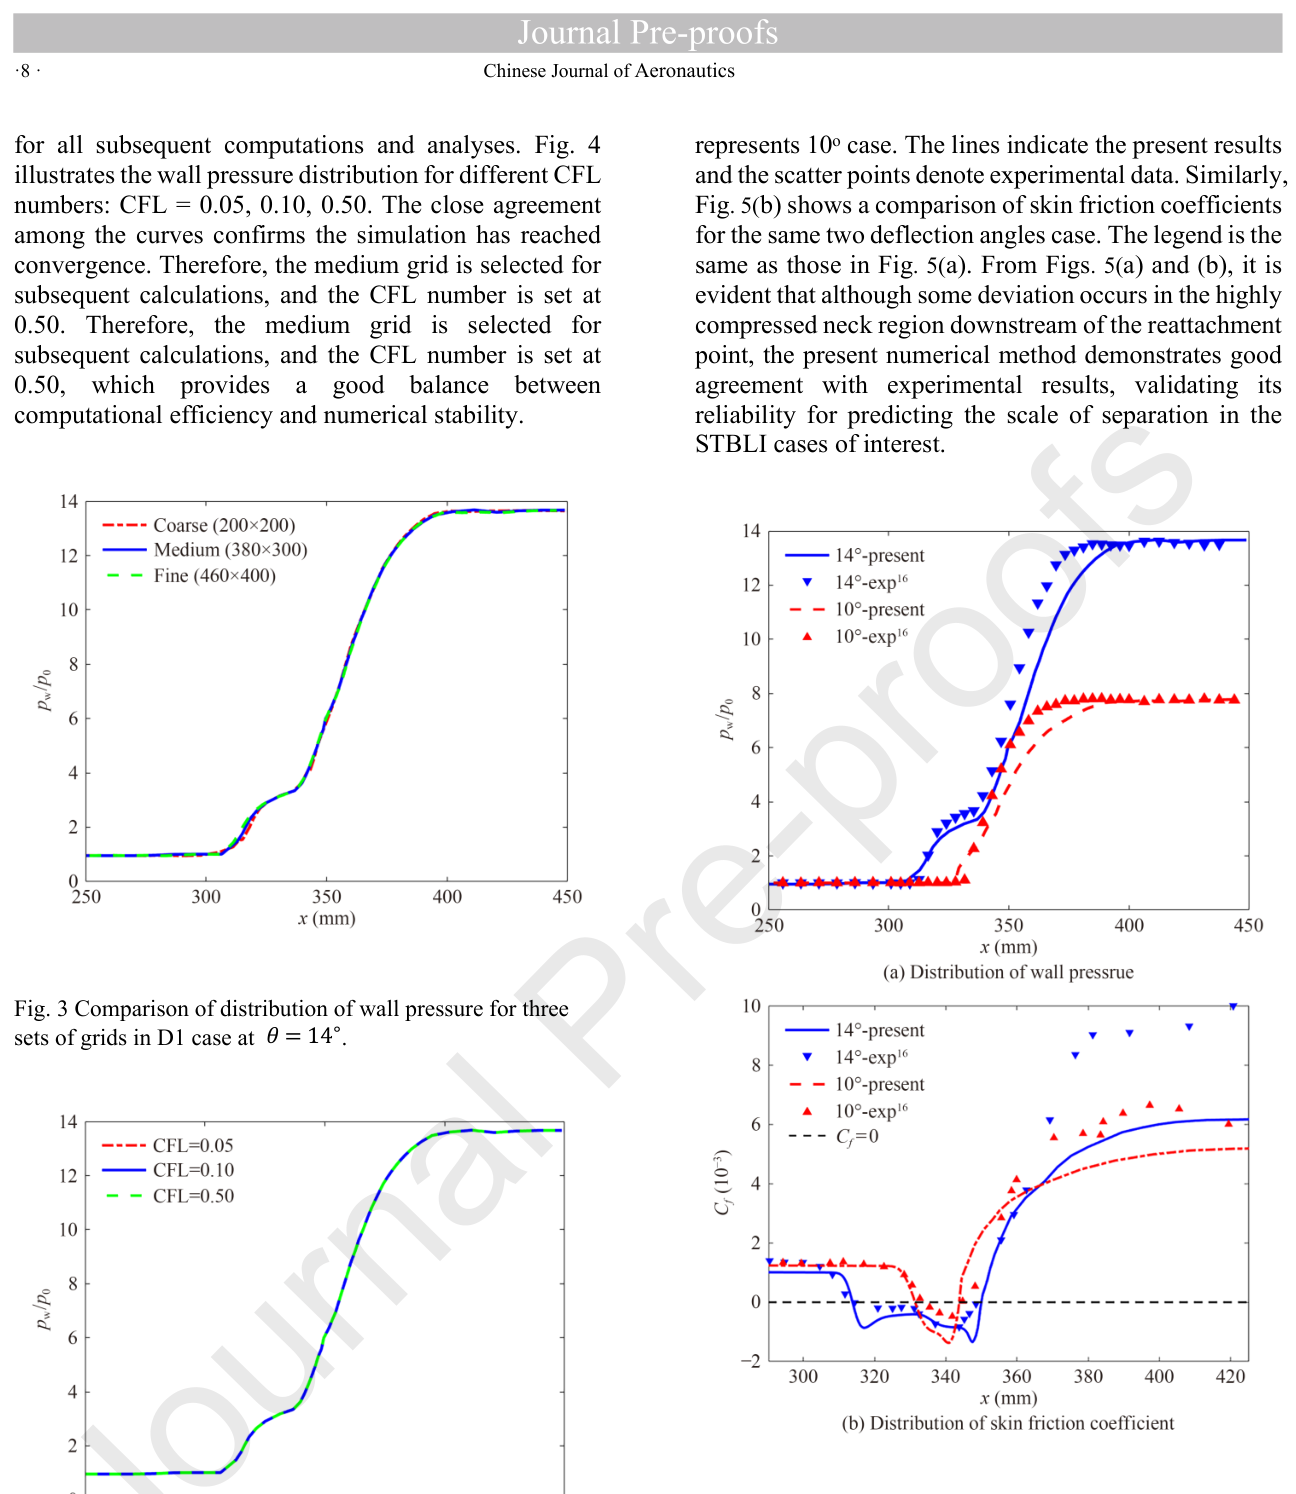 Journal Pre-proofs
·8 ·
Chinese Journal of Aeronautics
for all subsequent computations and analyses. Fig. 4
illustrates the wall pressure distribution for different CFL
numbers: CFL = 0.05, 0.10, 0.50. The close agreement
among the curves confirms the simulation has reached
convergence. Therefore, the medium grid is selected for
subsequent calculations, and the CFL number is set at
0.50. Therefore, the medium grid is selected for
subsequent calculations, and the CFL number is set at
0.50, which provides a good balance between
computational efficiency and numerical stability.
14
12
10
8
6
4
2
0
Coarse (200×200)
Medium (380×300)
Fine (460×400)
p_w/p_0
250 300 350 400 450
x (mm)
Fig. 3 Comparison of distribution of wall pressure for three
sets of grids in D1 case at θ = 14°.
14
12
10
8
6
4
2
CFL=0.05
CFL=0.10
CFL=0.50
p_w/p_0
represents 10° case. The lines indicate the present results
and the scatter points denote experimental data. Similarly,
Fig. 5(b) shows a comparison of skin friction coefficients
for the same two deflection angles case. The legend is the
same as those in Fig. 5(a). From Figs. 5(a) and (b), it is
evident that although some deviation occurs in the highly
compressed neck region downstream of the reattachment
point, the present numerical method demonstrates good
agreement with experimental results, validating its
reliability for predicting the scale of separation in the
STBLI cases of interest.
14
12
10
8
6
4
2
0
14°-present
14°-exp¹⁶
10°-present
10°-exp¹⁶
p_w/p_0
250 300 350 400 450
x (mm)
(a) Distribution of wall pressrue
10
8
6
4
2
0
−2
14°-present
14°-exp¹⁶
10°-present
10°-exp¹⁶
C_f=0
C_f (10⁻³)
300 320 340 360 380 400 420
x (mm)
(b) Distribution of skin friction coefficient
Journal Pre-proofs